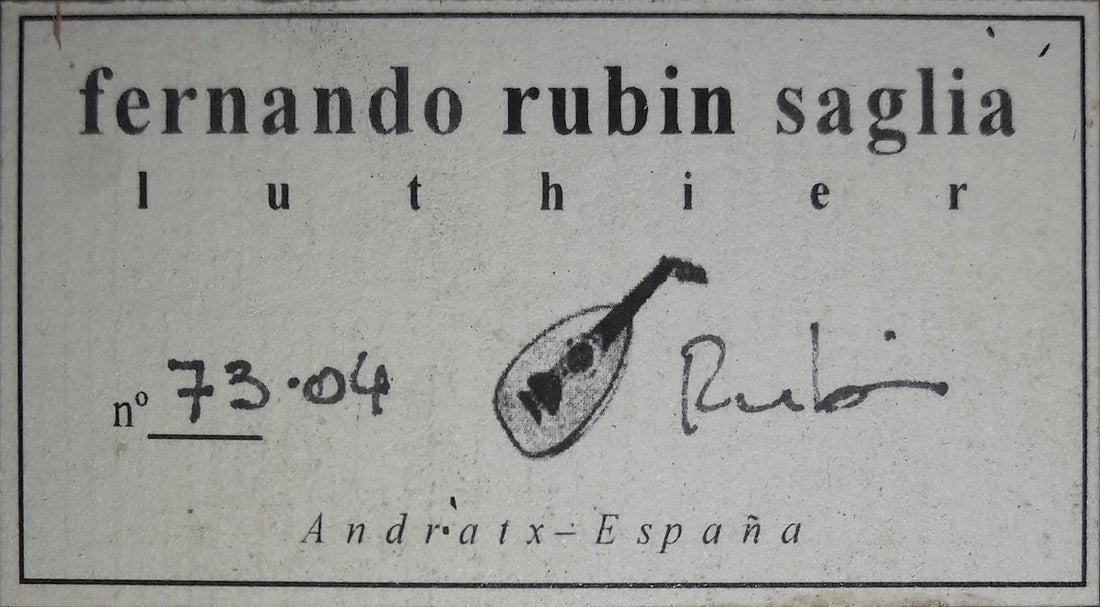 fernando rubin saglia
luthier
nº 73·04
Rubin
Andratx – España